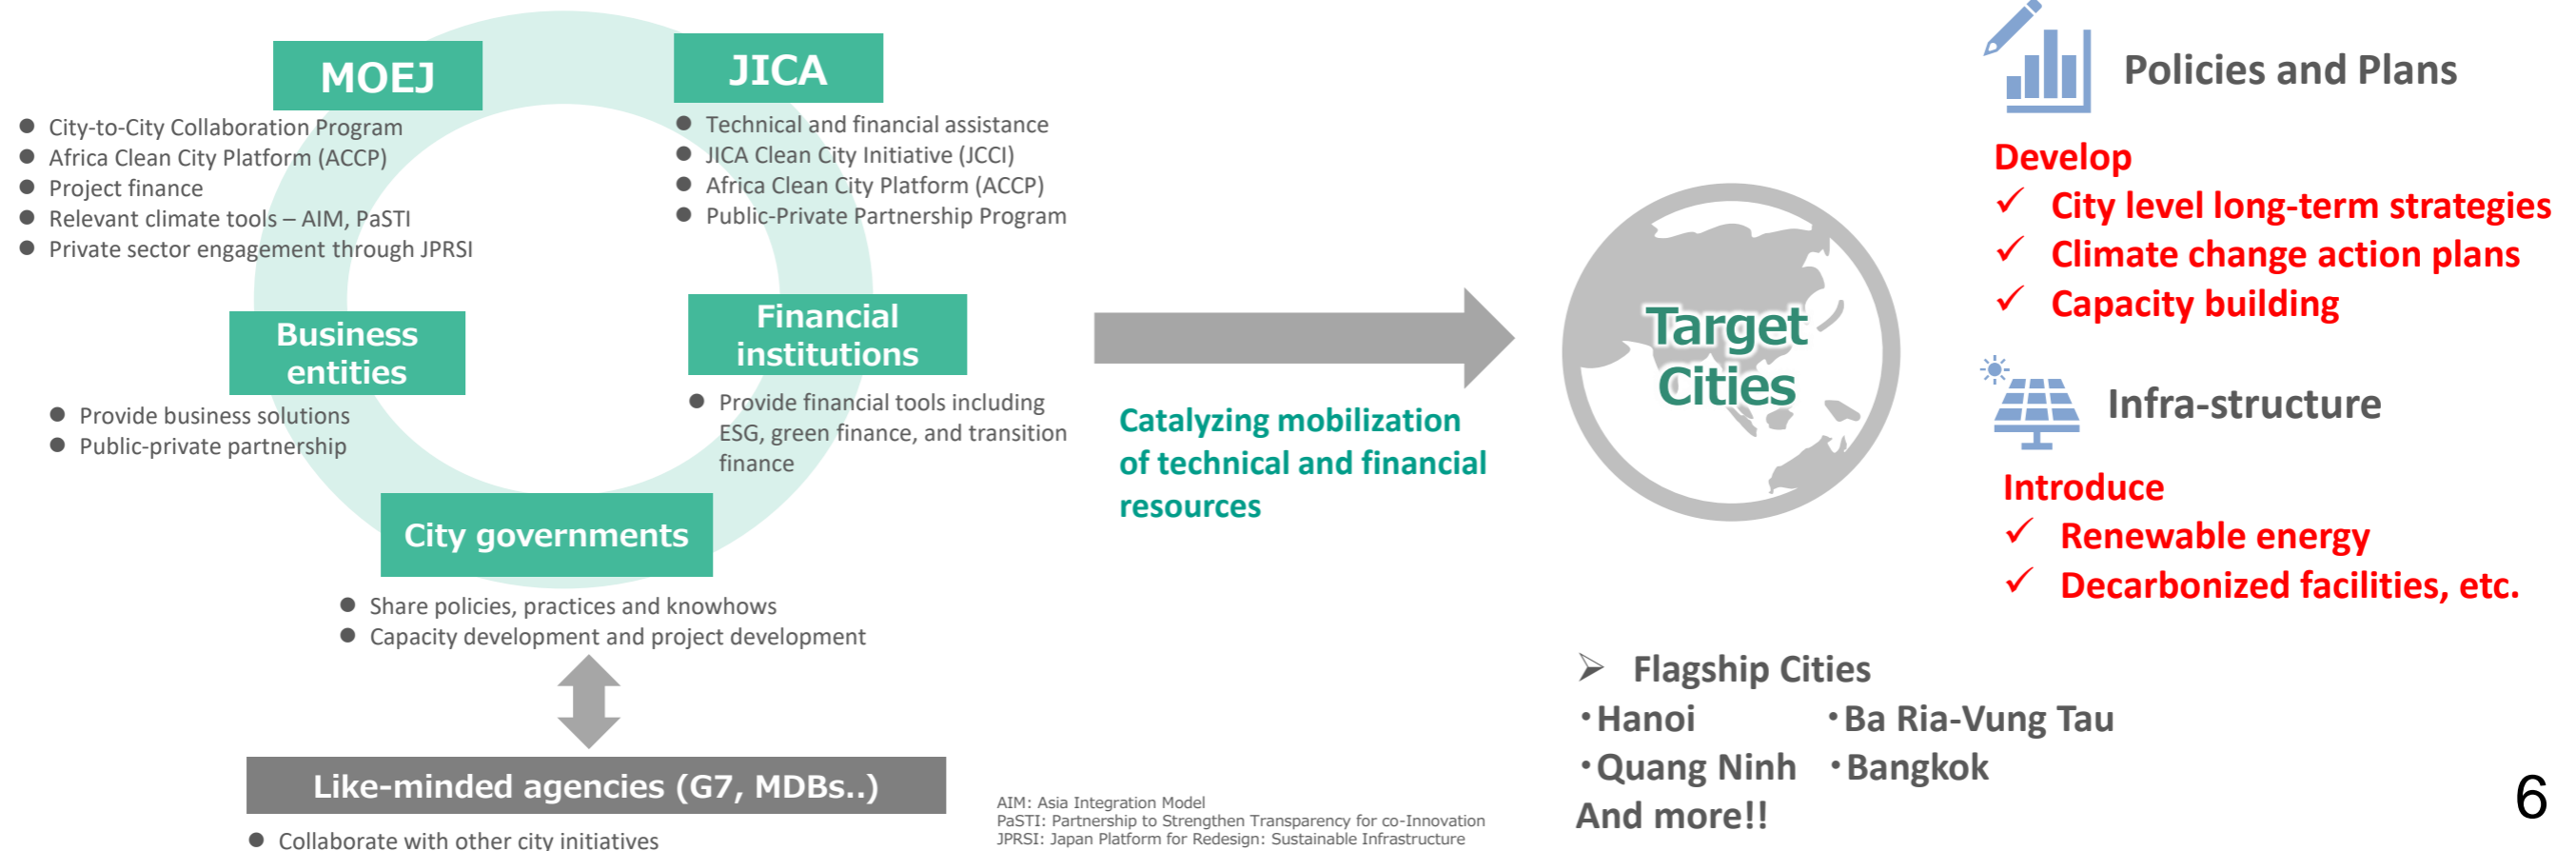 MOEJ
● City-to-City Collaboration Program
● Africa Clean City Platform (ACCP)
● Project finance
● Relevant climate tools – AIM, PaSTI
● Private sector engagement through JPRSI
JICA
● Technical and financial assistance
● JICA Clean City Initiative (JCCI)
● Africa Clean City Platform (ACCP)
● Public-Private Partnership Program
Business
entities
● Provide business solutions
● Public-private partnership
Financial
institutions
● Provide financial tools including
ESG, green finance, and transition
finance
City governments
● Share policies, practices and knowhows
● Capacity development and project development
Like-minded agencies (G7, MDBs..)
● Collaborate with other city initiatives
AIM: Asia Integration Model
PaSTI: Partnership to Strengthen Transparency for co-Innovation
JPRSI: Japan Platform for Redesign: Sustainable Infrastructure
Catalyzing mobilization
of technical and financial
resources
Target
Cities
➢ Flagship Cities
・Hanoi ・Ba Ria-Vung Tau
・Quang Ninh ・Bangkok
And more!!
Policies and Plans
Develop
✓ City level long-term strategies
✓ Climate change action plans
✓ Capacity building
Infra-structure
Introduce
✓ Renewable energy
✓ Decarbonized facilities, etc.
6